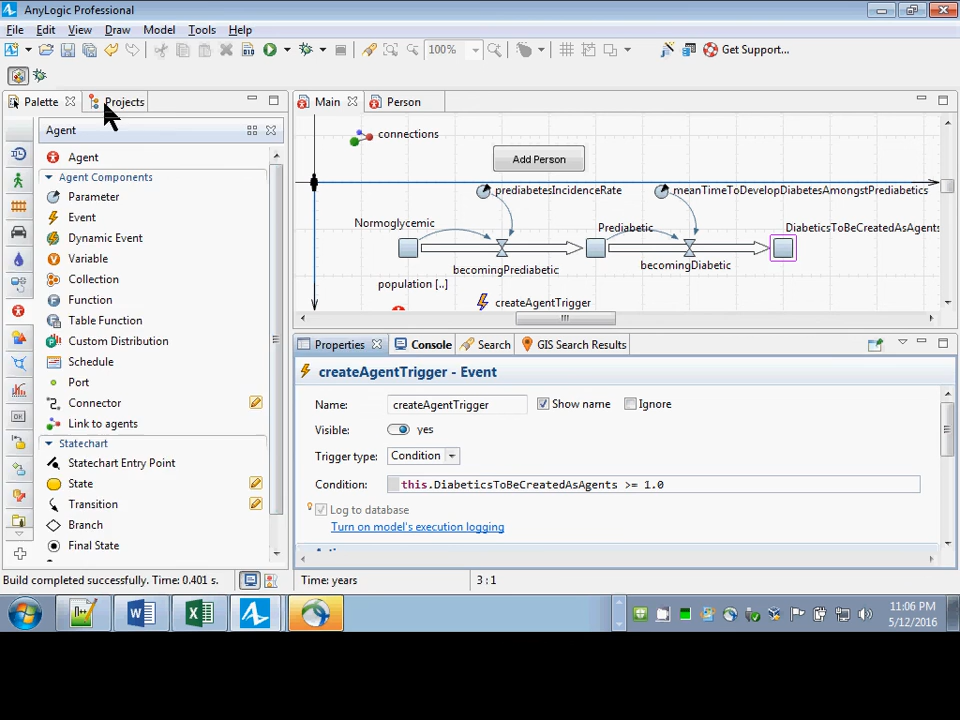 AnyLogic Professional
File Edit View Draw Model Tools Help
100% Get Support...
Palette Projects
Main Person
Agent
Agent
Agent Components
Parameter
Event
Dynamic Event
Variable
Collection
Function
Table Function
Custom Distribution
Schedule
Port
Connector
Link to agents
Statechart
Statechart Entry Point
State
Transition
Branch
Final State
connections
Add Person
prediabetesIncidenceRate
meanTimeToDevelopDiabetesAmongstPrediabetics
Normoglycemic
Prediabetic
DiabeticsToBeCreatedAsAgents
becomingPrediabetic
becomingDiabetic
population [..]
createAgentTrigger
Properties Console Search GIS Search Results
createAgentTrigger - Event
Name: createAgentTrigger Show name Ignore
Visible: yes
Trigger type: Condition
Condition: this.DiabeticsToBeCreatedAsAgents >= 1.0
Log to database
Turn on model's execution logging
Build completed successfully. Time: 0.401 s.
Time: years
3 : 1
11:06 PM
5/12/2016